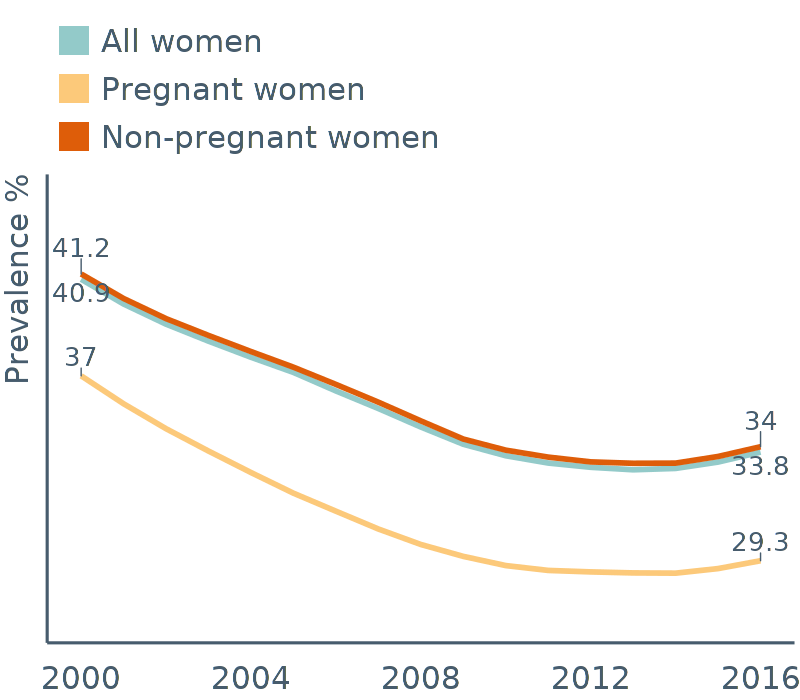 All women
Pregnant women
Non-pregnant women
Prevalence %
41.2
40.9
37
34
33.8
29.3
2000 2004 2008 2012 2016